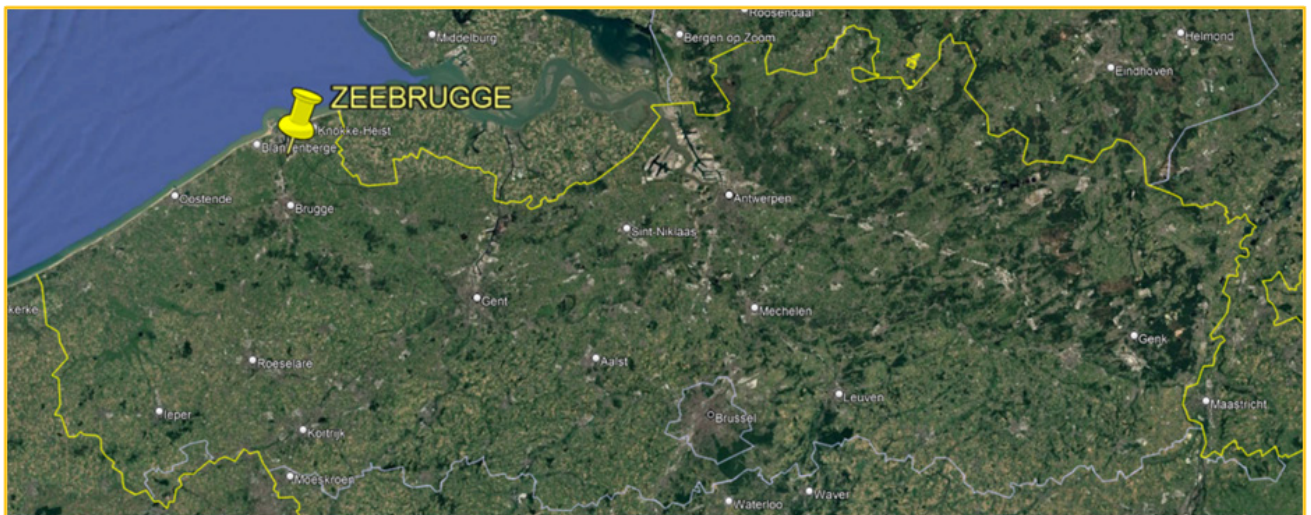 Roosendaal
Middelburg
Bergen op Zoom
Helmond
Eindhoven
ZEEBRUGGE
Knokke-Heist
Blankenberge
Oostende
Brugge
Antwerpen
Sint-Niklaas
Gent
Mechelen
kerke
Roeselare
Aalst
Genk
Leuven
Maastricht
Ieper
Brussel
Kortrijk
Moeskroen
Waterloo
Waver